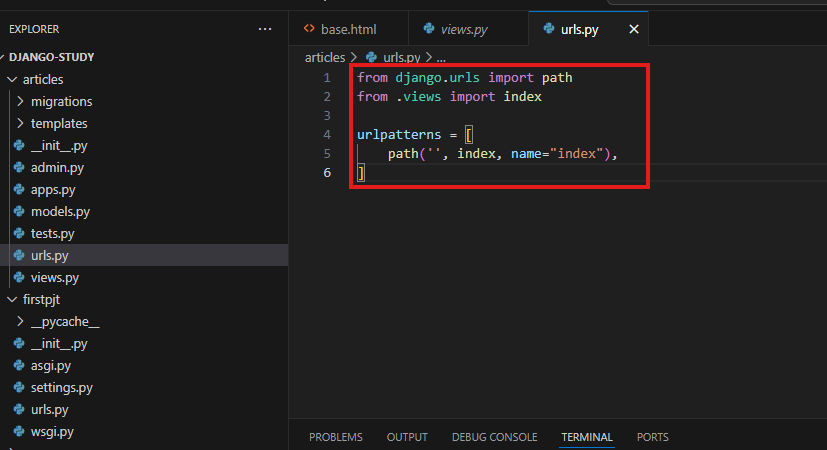 EXPLORER ...
DJANGO-STUDY
articles
migrations
templates
__init__.py
admin.py
apps.py
models.py
tests.py
urls.py
views.py
firstpjt
__pycache__
__init__.py
asgi.py
settings.py
urls.py
wsgi.py
base.html views.py urls.py
articles > urls.py > ...
1 from django.urls import path
2 from .views import index
3
4 urlpatterns = [
5     path('', index, name="index"),
6 ]
PROBLEMS OUTPUT DEBUG CONSOLE TERMINAL PORTS